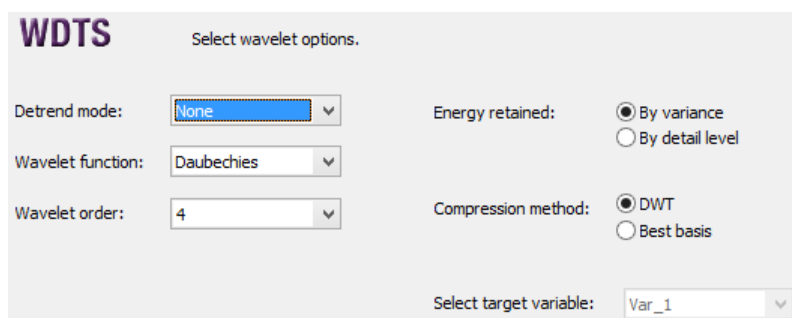 WDTS
Select wavelet options.
Detrend mode: None
Energy retained: By variance
By detail level
Wavelet function: Daubechies
Wavelet order: 4
Compression method: DWT
Best basis
Select target variable: Var_1